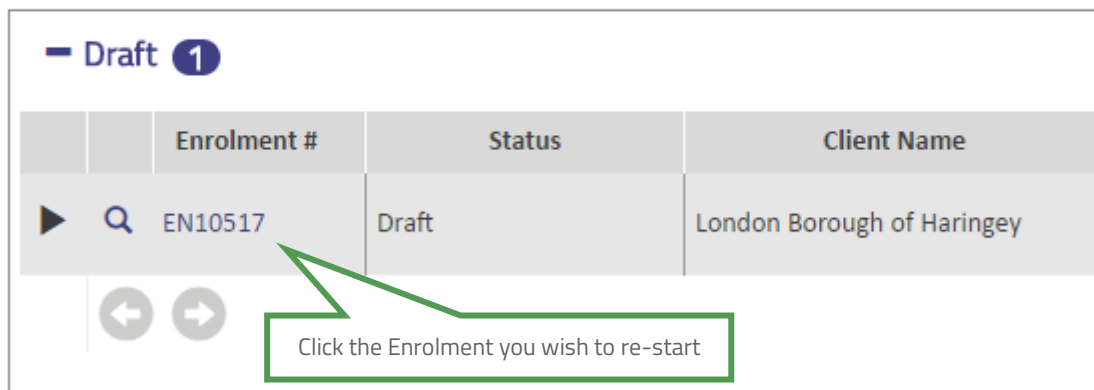 Draft 1
Enrolment # Status Client Name
EN10517 Draft London Borough of Haringey
Click the Enrolment you wish to re-start